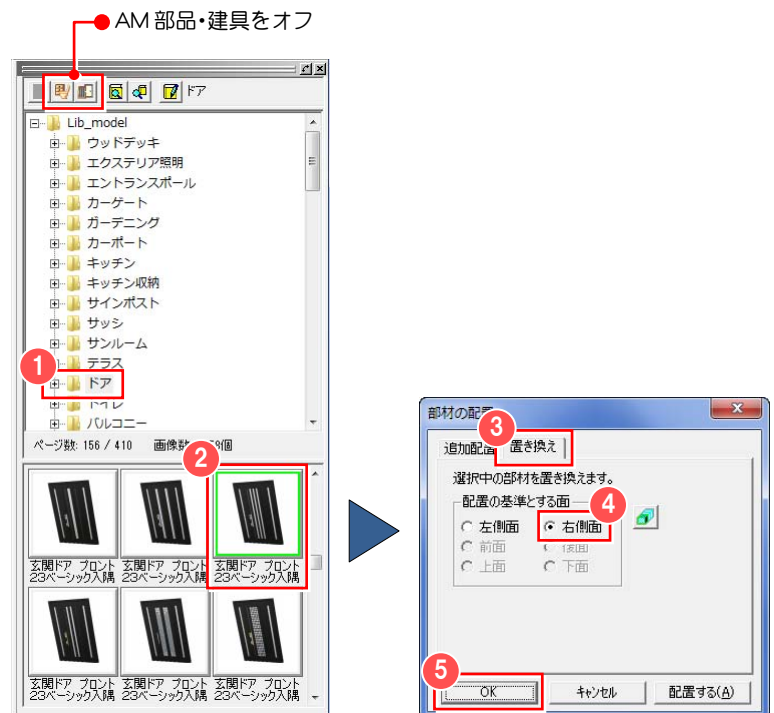 AM 部品・建具をオフ
ドア
Lib_model
ウッドデッキ
エクステリア照明
エントランスポール
カーゲート
ガーデニング
カーポート
キッチン
キッチン収納
サインポスト
サッシ
サンルーム
テラス
1
ドア
トイレ
バルコニー
ページ数: 156 / 410 画像数
8個
2
玄関ドア プロント
23ベーシック入隅
玄関ドア プロント
23ベーシック入隅
玄関ドア プロント
23ベーシック入隅
玄関ドア プロント
23ベーシック入隅
玄関ドア プロント
23ベーシック入隅
玄関ドア プロント
23ベーシック入隅
部材の配置
3
追加配置 置き換え
選択中の部材を置き換えます。
配置の基準とする面
4
左側面 右側面
前面 後面
上面 下面
5
OK キャンセル 配置する(A)